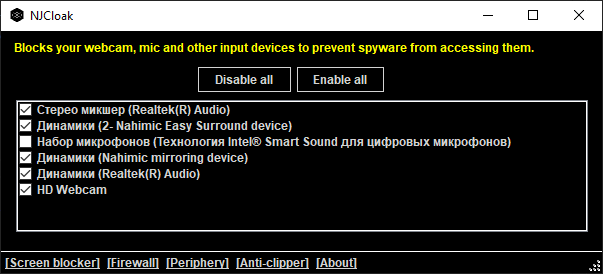 NJCloak
Blocks your webcam, mic and other input devices to prevent spyware from accessing them.
Disable all Enable all
Стерео микшер (Realtek(R) Audio)
Динамики (2- Nahimic Easy Surround device)
Набор микрофонов (Технология Intel® Smart Sound для цифровых микрофонов)
Динамики (Nahimic mirroring device)
Динамики (Realtek(R) Audio)
HD Webcam
[Screen blocker] [Firewall] [Periphery] [Anti-clipper] [About]